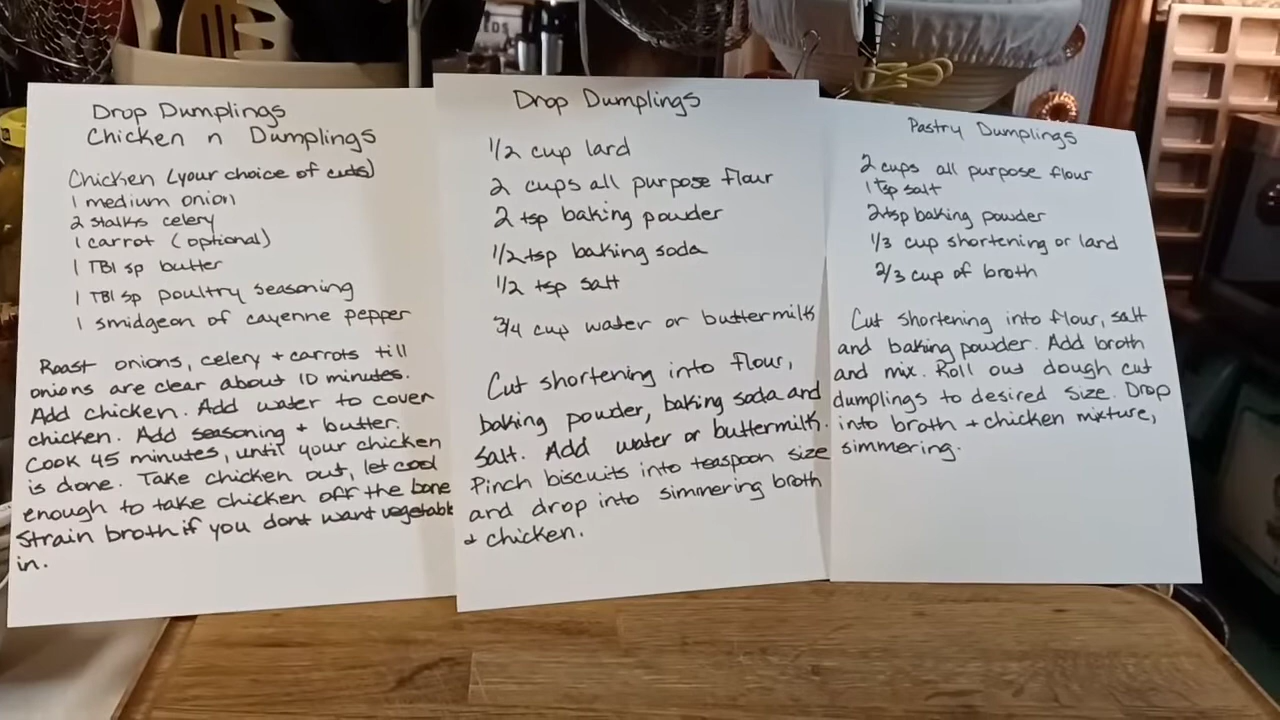 Drop Dumplings
Chicken n Dumplings
Chicken (your choice of cuts)
1 medium onion
2 stalks celery
1 carrot (optional)
1 TBlsp butter
1 TBlsp poultry seasoning
1 smidgeon of cayenne pepper
Roast onions, celery + carrots till
onions are clear about 10 minutes.
Add chicken. Add water to cover
chicken. Add seasoning + butter.
Cook 45 minutes, until your chicken
is done. Take chicken out, let cool
enough to take chicken off the bone
Strain broth if you dont want vegetabl
in.
Drop Dumplings
1/2 cup lard
2 cups all purpose flour
2 tsp baking powder
1/2 tsp baking soda
1/2 tsp salt
3/4 cup water or buttermilk
Cut shortening into flour,
baking powder, baking soda and
salt. Add water or buttermilk.
Pinch biscuits into teaspoon size
and drop into simmering broth
+ chicken.
Pastry Dumplings
2 cups all purpose flour
1 tsp salt
2 tsp baking powder
1/3 cup shortening or lard
2/3 cup of broth
Cut shortening into flour, salt
and baking powder. Add broth
and mix. Roll out dough cut
dumplings to desired size. Drop
into broth + chicken mixture,
simmering.